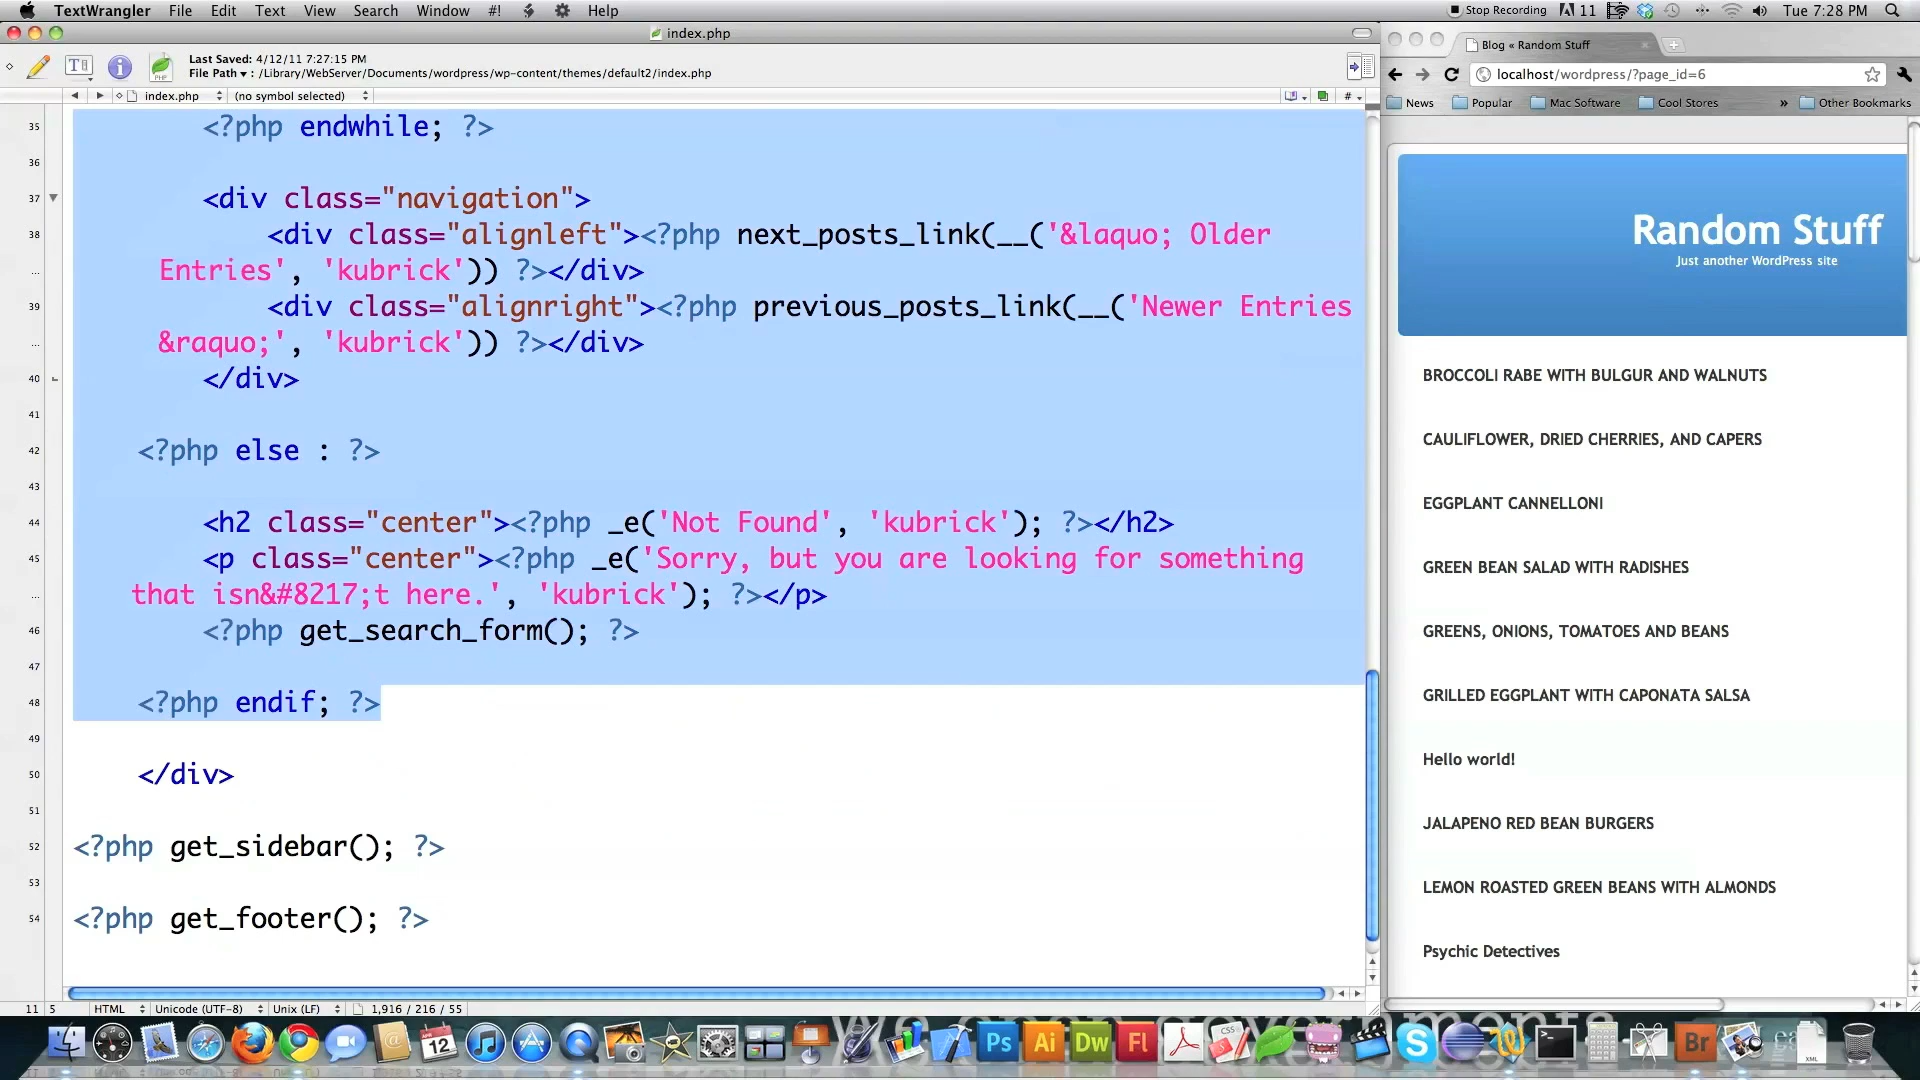 TextWrangler File Edit Text View Search Window #! Help
Stop Recording 11 Tue 7:28 PM
index.php
Last Saved: 4/12/11 7:27:15 PM
File Path ▾ : /Library/WebServer/Documents/wordpress/wp-content/themes/default2/index.php
index.php (no symbol selected)
35 <?php endwhile; ?>
36
37 <div class="navigation">
38 <div class="alignleft"><?php next_posts_link(__('&laquo; Older
... Entries', 'kubrick')) ?></div>
39 <div class="alignright"><?php previous_posts_link(__('Newer Entries
... &raquo;', 'kubrick')) ?></div>
40 </div>
41
42 <?php else : ?>
43
44 <h2 class="center"><?php _e('Not Found', 'kubrick'); ?></h2>
45 <p class="center"><?php _e('Sorry, but you are looking for something
... that isn&#8217;t here.', 'kubrick'); ?></p>
46 <?php get_search_form(); ?>
47
48 <?php endif; ?>
49
50 </div>
51
52 <?php get_sidebar(); ?>
53
54 <?php get_footer(); ?>
11 5 HTML Unicode (UTF-8) Unix (LF) 1,916 / 216 / 55
Blog « Random Stuff
localhost/wordpress/?page_id=6
News Popular Mac Software Cool Stores » Other Bookmarks
Random Stuff
Just another WordPress site
BROCCOLI RABE WITH BULGUR AND WALNUTS
CAULIFLOWER, DRIED CHERRIES, AND CAPERS
EGGPLANT CANNELLONI
GREEN BEAN SALAD WITH RADISHES
GREENS, ONIONS, TOMATOES AND BEANS
GRILLED EGGPLANT WITH CAPONATA SALSA
Hello world!
JALAPENO RED BEAN BURGERS
LEMON ROASTED GREEN BEANS WITH ALMONDS
Psychic Detectives
12 Ps Ai Dw Fl CSS Br XML